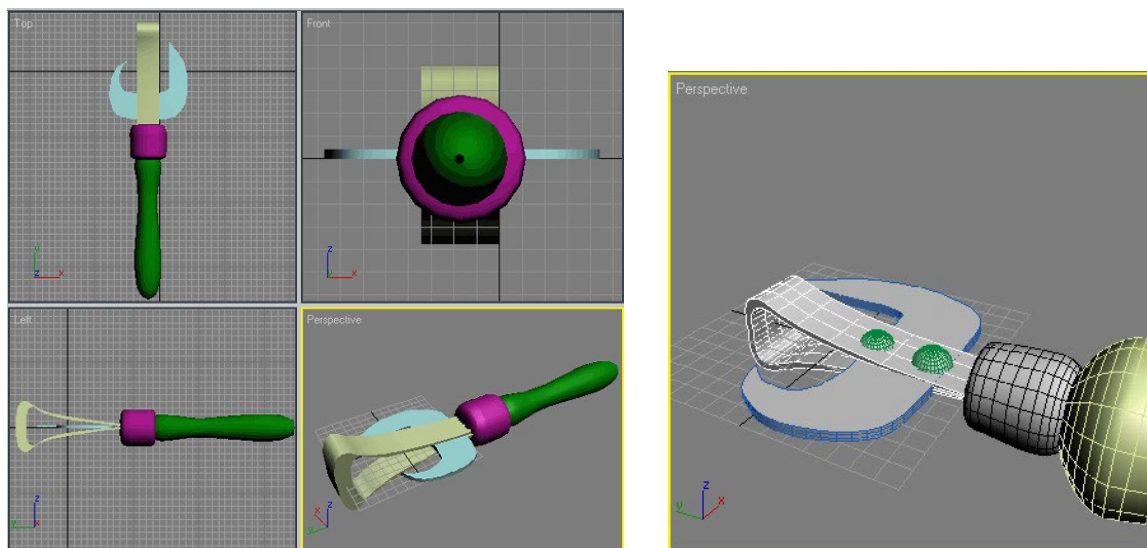 Top
Front
Left
Perspective
Perspective
y
z x
z
y x
z
y x
z
x
y
z
y x